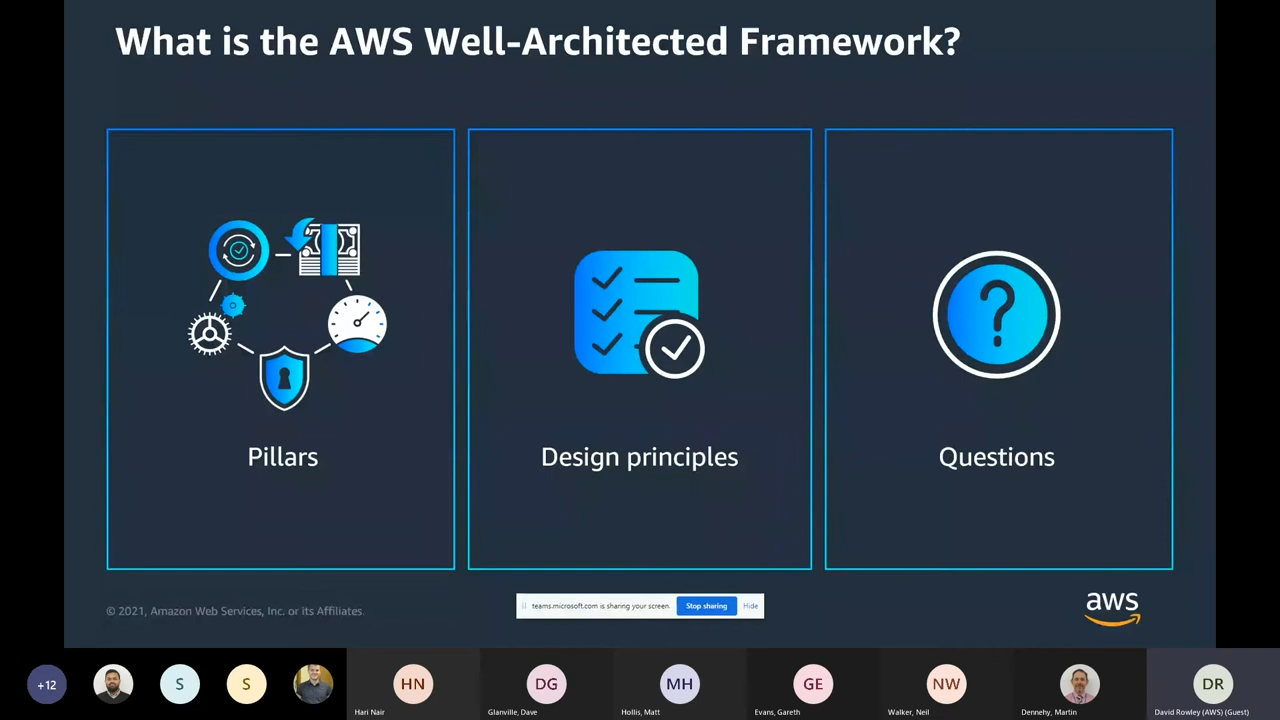 What is the AWS Well-Architected Framework?
Pillars
Design principles
Questions
© 2021, Amazon Web Services, Inc. or its Affiliates.
teams.microsoft.com is sharing your screen.
Stop sharing
Hide
aws
+12
S
S
HN
DG
MH
GE
NW
DR
Hari Nair
Glanville, Dave
Hollis, Matt
Evans, Gareth
Walker, Neil
Dennehy, Martin
David Rowley (AWS) (Guest)